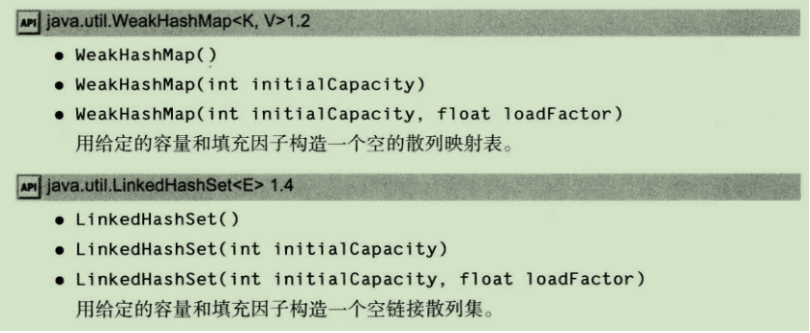 API java.util.WeakHashMap<K, V>1.2
● WeakHashMap()
● WeakHashMap(int initialCapacity)
● WeakHashMap(int initialCapacity, float loadFactor)
用给定的容量和填充因子构造一个空的散列映射表。
API java.util.LinkedHashSet<E> 1.4
● LinkedHashSet()
● LinkedHashSet(int initialCapacity)
● LinkedHashSet(int initialCapacity, float loadFactor)
用给定的容量和填充因子构造一个空链接散列集。